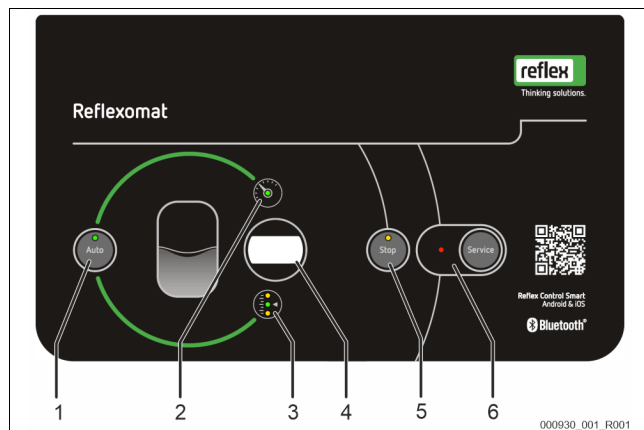 reflex
Thinking solutions.
Reflexomat
Auto
Stop
Service
Reflex Control Smart
Android & iOS
Bluetooth®
1
2
3
4
5
6
000930_001_R001